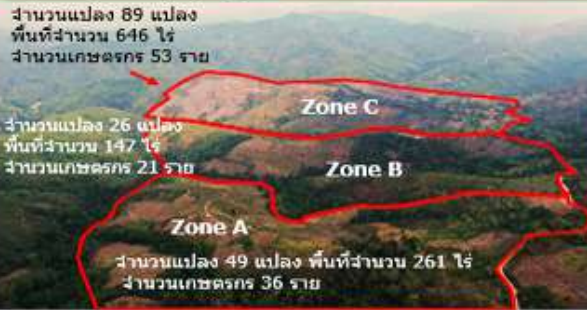 จำนวนแปลง 89 แปลง
พื้นที่จำนวน 646 ไร่
จำนวนเกษตรกร 53 ราย
Zone C
จำนวนแปลง 26 แปลง
พื้นที่จำนวน 147 ไร่
จำนวนเกษตรกร 21 ราย
Zone B
Zone A
จำนวนแปลง 49 แปลง พื้นที่จำนวน 261 ไร่
จำนวนเกษตรกร 36 ราย